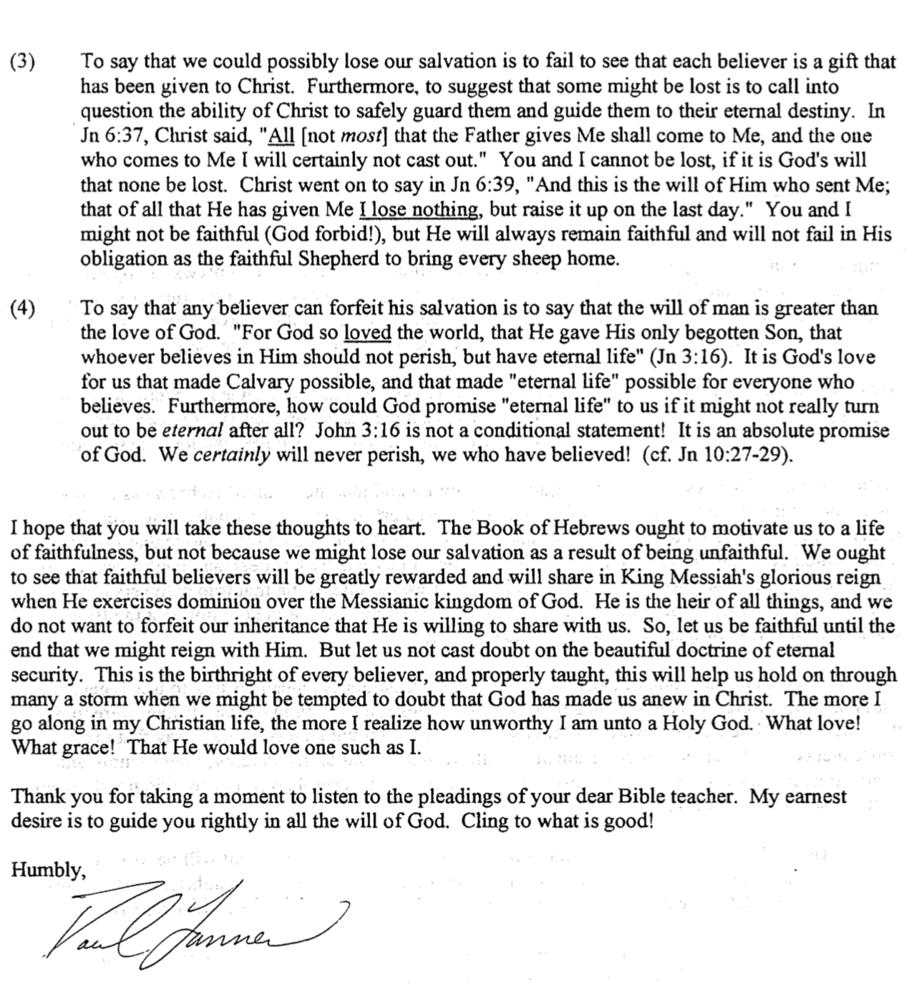 (3) To say that we could possibly lose our salvation is to fail to see that each believer is a gift that
has been given to Christ. Furthermore, to suggest that some might be lost is to call into
question the ability of Christ to safely guard them and guide them to their eternal destiny. In
Jn 6:37, Christ said, "All [not most] that the Father gives Me shall come to Me, and the one
who comes to Me I will certainly not cast out." You and I cannot be lost, if it is God's will
that none be lost. Christ went on to say in Jn 6:39, "And this is the will of Him who sent Me;
that of all that He has given Me I lose nothing, but raise it up on the last day." You and I
might not be faithful (God forbid!), but He will always remain faithful and will not fail in His
obligation as the faithful Shepherd to bring every sheep home.
(4) To say that any believer can forfeit his salvation is to say that the will of man is greater than
the love of God. "For God so loved the world, that He gave His only begotten Son, that
whoever believes in Him should not perish, but have eternal life" (Jn 3:16). It is God's love
for us that made Calvary possible, and that made "eternal life" possible for everyone who
believes. Furthermore, how could God promise "eternal life" to us if it might not really turn
out to be eternal after all? John 3:16 is not a conditional statement! It is an absolute promise
of God. We certainly will never perish, we who have believed! (cf. Jn 10:27-29).
I hope that you will take these thoughts to heart. The Book of Hebrews ought to motivate us to a life
of faithfulness, but not because we might lose our salvation as a result of being unfaithful. We ought
to see that faithful believers will be greatly rewarded and will share in King Messiah's glorious reign
when He exercises dominion over the Messianic kingdom of God. He is the heir of all things, and we
do not want to forfeit our inheritance that He is willing to share with us. So, let us be faithful until the
end that we might reign with Him. But let us not cast doubt on the beautiful doctrine of eternal
security. This is the birthright of every believer, and properly taught, this will help us hold on through
many a storm when we might be tempted to doubt that God has made us anew in Christ. The more I
go along in my Christian life, the more I realize how unworthy I am unto a Holy God. What love!
What grace! That He would love one such as I.
Thank you for taking a moment to listen to the pleadings of your dear Bible teacher. My earnest
desire is to guide you rightly in all the will of God. Cling to what is good!
Humbly,
Paul Tanner